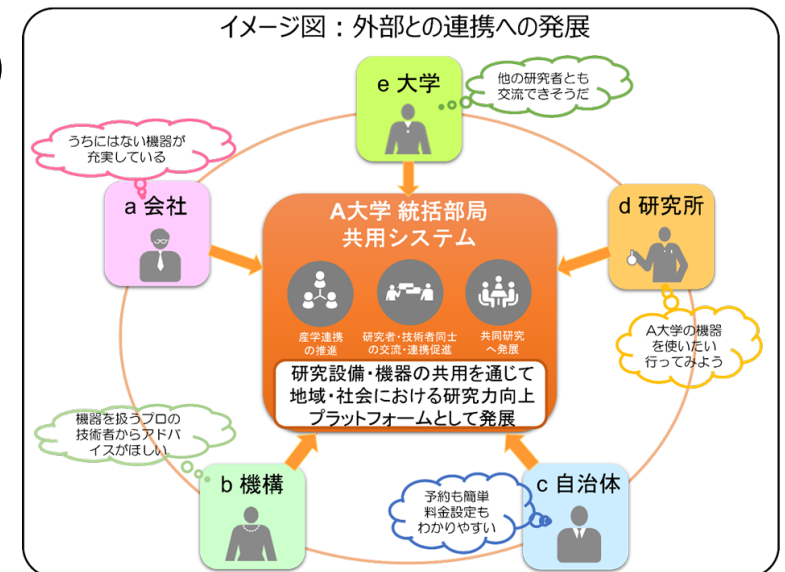 イメージ図：外部との連携への発展
e 大学
他の研究者とも
交流できそうだ
うちにはない機器が
充実している
a 会社
d 研究所
A大学 統括部局
共用システム
産学連携
の推進
研究者・技術者同士
の交流・連携促進
共同研究
へ発展
A大学の機器
を使いたい
行ってみよう
研究設備・機器の共用を通じて
地域・社会における研究力向上
プラットフォームとして発展
機器を扱うプロの
技術者からアドバ
イスがほしい
b 機構
予約も簡単
料金設定も
わかりやすい
c 自治体